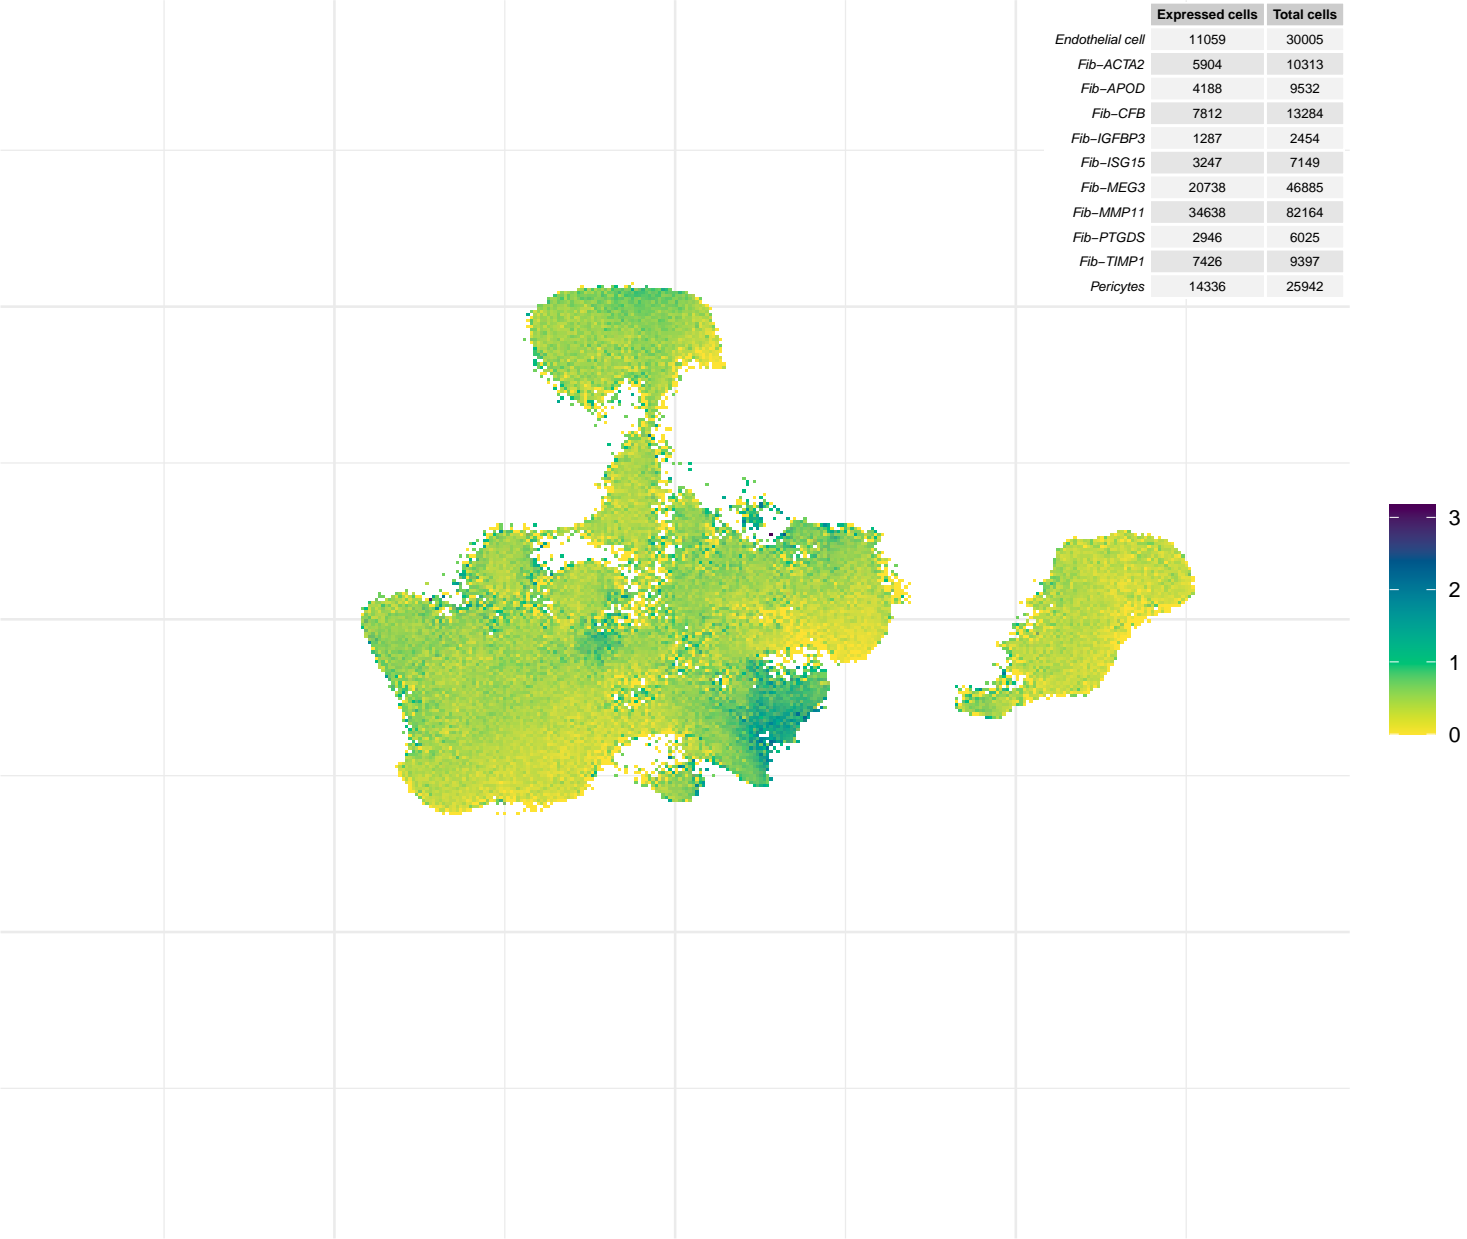 Expressed cells Total cells
Endothelial cell 11059 30005
Fib−ACTA2 5904 10313
Fib−APOD 4188 9532
Fib−CFB 7812 13284
Fib−IGFBP3 1287 2454
Fib−ISG15 3247 7149
Fib−MEG3 20738 46885
Fib−MMP11 34638 82164
Fib−PTGDS 2946 6025
Fib−TIMP1 7426 9397
Pericytes 14336 25942
3
2
1
0